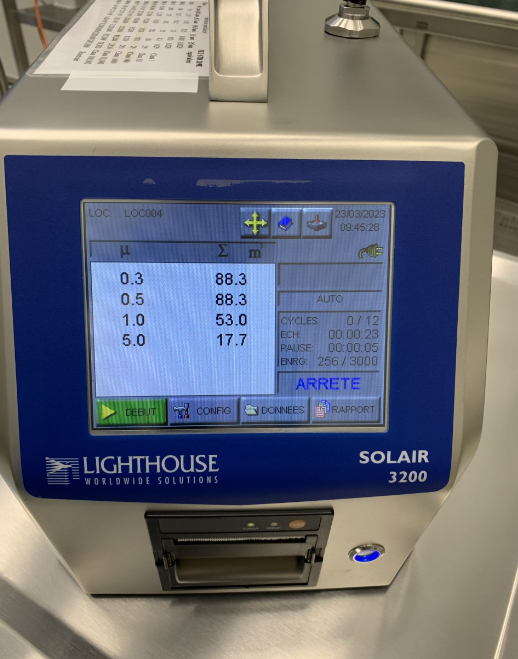 LOC: LOC004
23/03/2023
09:45:28
µ Σ m³
0.3 88.3
0.5 88.3
1.0 53.0
5.0 17.7
AUTO
CYCLES 0 / 12
ECH: 00:00:23
PAUSE: 00:00:05
ENRG: 256 / 3000
ARRETE
DEBUT CONFIG DONNEES RAPPORT
LIGHTHOUSE
WORLDWIDE SOLUTIONS
SOLAIR
3200